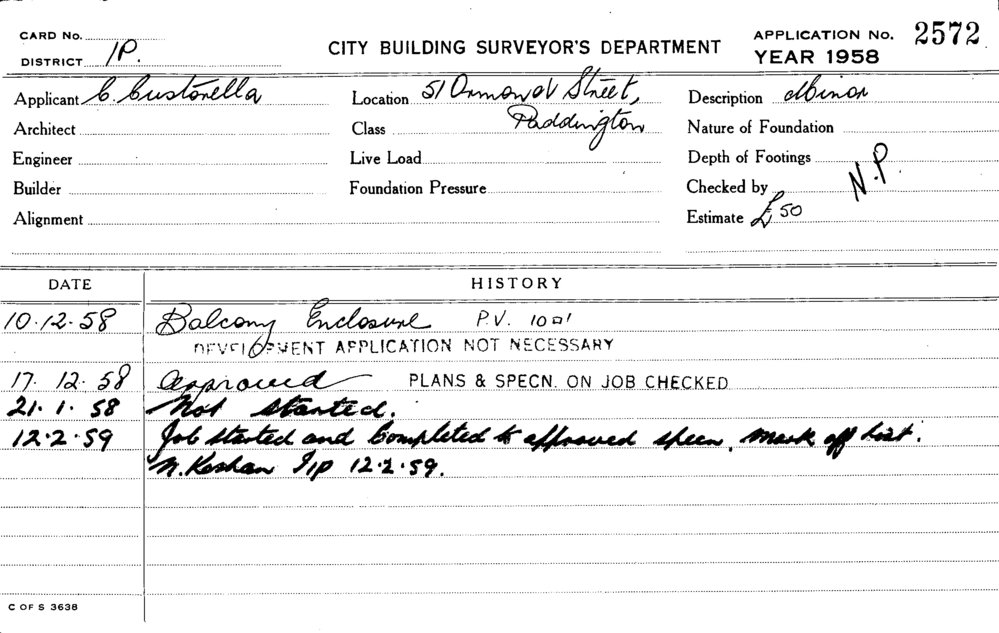 CARD No.
DISTRICT 1P.
CITY BUILDING SURVEYOR'S DEPARTMENT
APPLICATION No. 2572
YEAR 1958
Applicant C. Custorella
Location 51 Ormond Street, Paddington
Description Minor
Architect
Class
Nature of Foundation
Engineer
Live Load
Depth of Footings
Builder
Foundation Pressure
Checked by N.P.
Alignment
Estimate £50
DATE HISTORY
10.12.58 Balcony Enclosure P.V. 10□'
DEVELOPMENT APPLICATION NOT NECESSARY
17.12.58 Approved PLANS & SPECN. ON JOB CHECKED
21.1.58 Not started.
12.2.59 Job started and Completed to approved specn. Mark off list.
N. Keshan 1P 12.2.59.
C OF S 3638